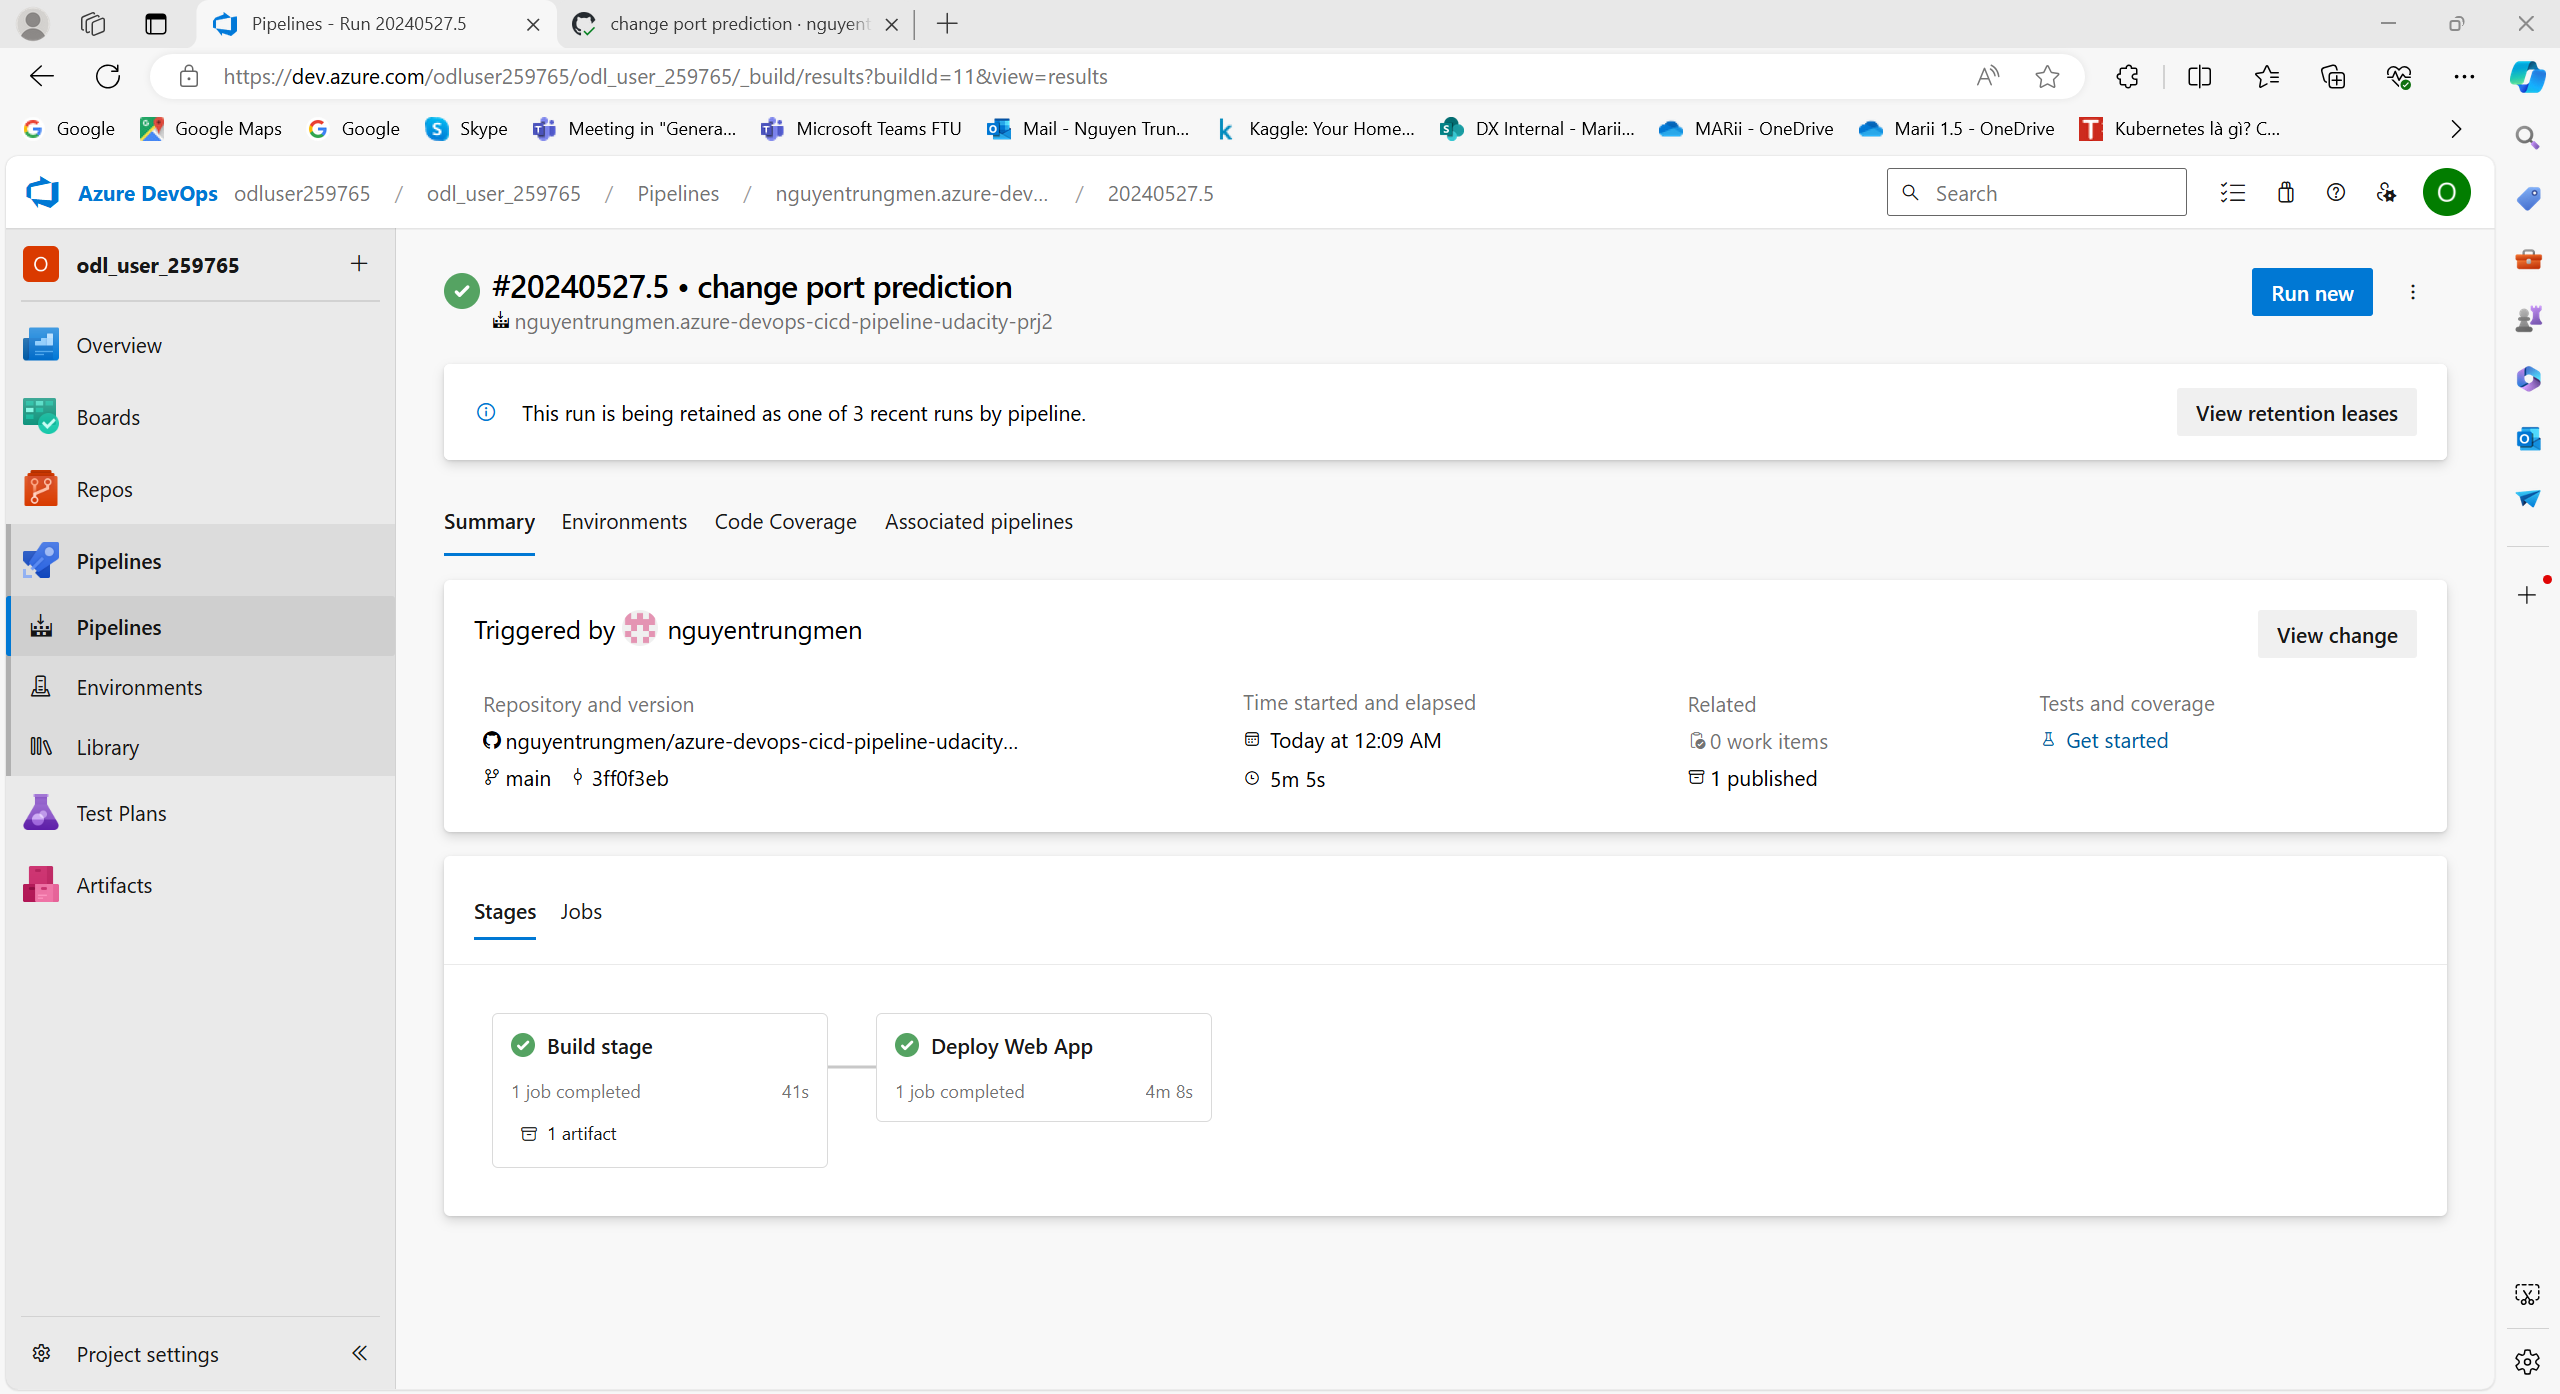 Pipelines - Run 20240527.5
change port prediction · nguyent
https://dev.azure.com/odluser259765/odl_user_259765/_build/results?buildId=11&view=results
Google
Google Maps
Google
Skype
Meeting in "Genera...
Microsoft Teams FTU
Mail - Nguyen Trun...
Kaggle: Your Home...
DX Internal - Marii...
MARii - OneDrive
Marii 1.5 - OneDrive
Kubernetes là gì? C...
Azure DevOps odluser259765 / odl_user_259765 / Pipelines / nguyentrungmen.azure-dev... / 20240527.5
Search
O
O odl_user_259765
Overview
Boards
Repos
Pipelines
Pipelines
Environments
Library
Test Plans
Artifacts
Project settings
#20240527.5 • change port prediction
nguyentrungmen.azure-devops-cicd-pipeline-udacity-prj2
Run new
This run is being retained as one of 3 recent runs by pipeline.
View retention leases
Summary Environments Code Coverage Associated pipelines
Triggered by nguyentrungmen
View change
Repository and version
nguyentrungmen/azure-devops-cicd-pipeline-udacity...
main 3ff0f3eb
Time started and elapsed
Today at 12:09 AM
5m 5s
Related
0 work items
1 published
Tests and coverage
Get started
Stages Jobs
Build stage
1 job completed 41s
1 artifact
Deploy Web App
1 job completed 4m 8s